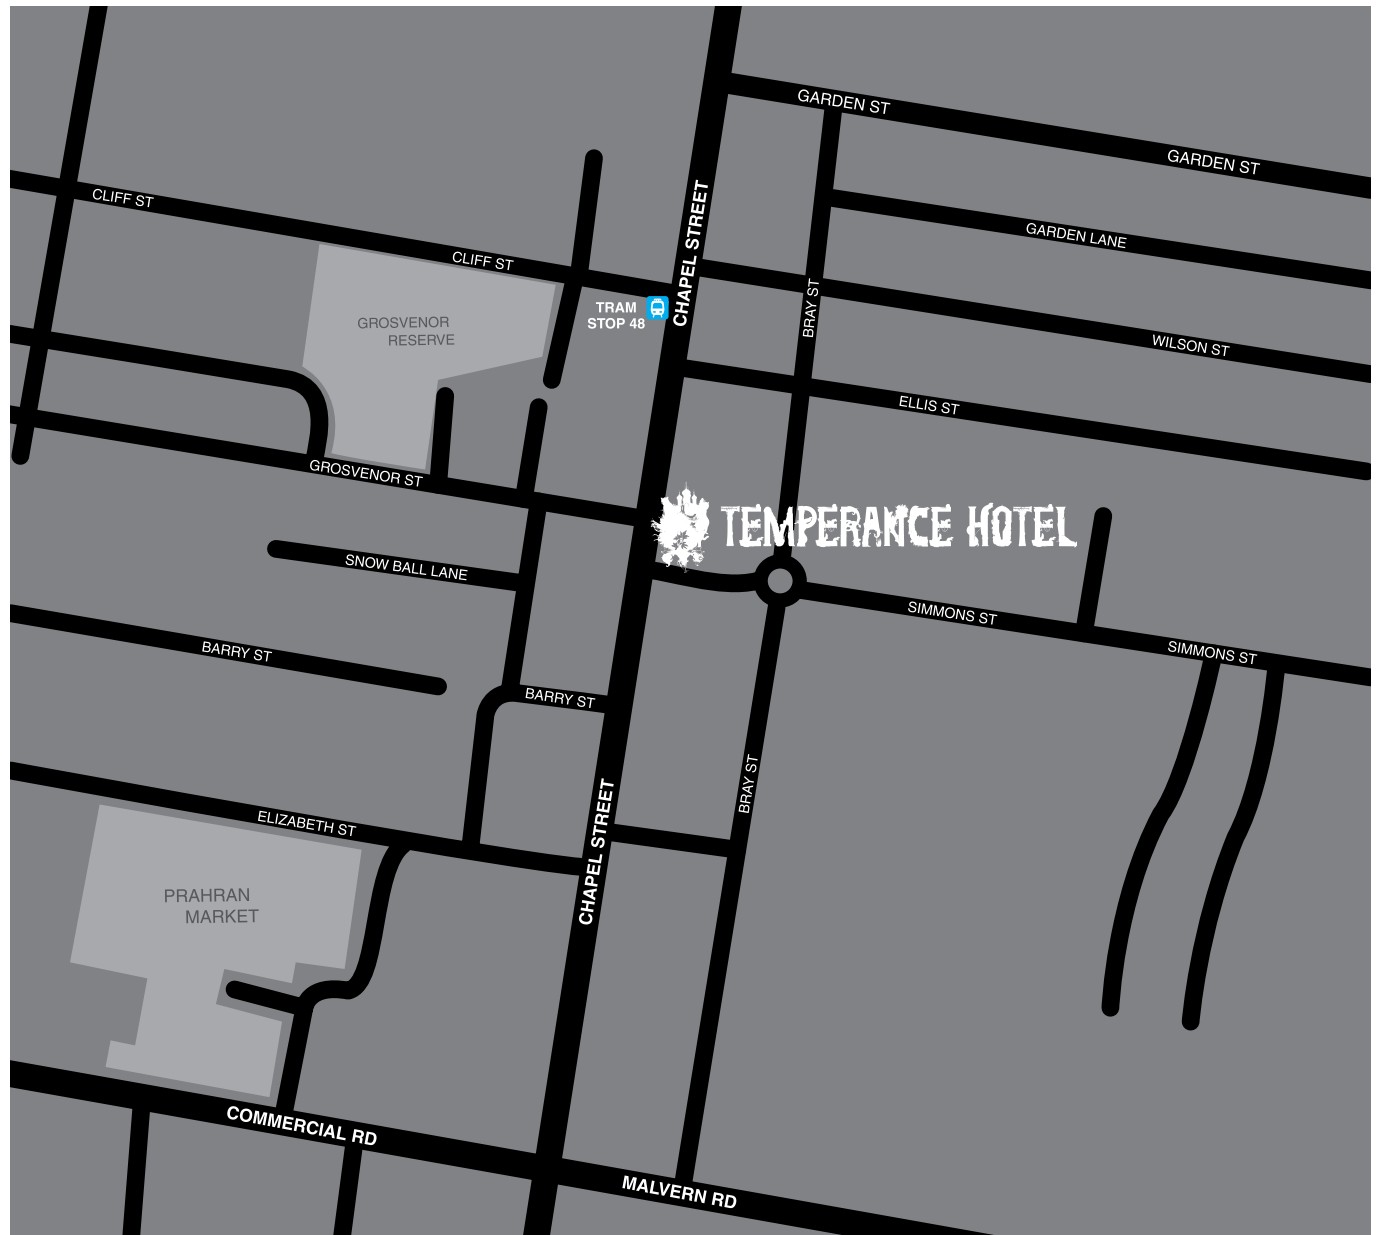 GARDEN ST
GARDEN ST
CLIFF ST
CHAPEL STREET
GARDEN LANE
CLIFF ST
BRAY ST
TRAM
STOP 48
GROSVENOR
RESERVE
WILSON ST
ELLIS ST
GROSVENOR ST
TEMPERANCE HOTEL
SNOW BALL LANE
SIMMONS ST
BARRY ST
SIMMONS ST
BARRY ST
BRAY ST
ELIZABETH ST
CHAPEL STREET
PRAHRAN
MARKET
COMMERCIAL RD
MALVERN RD